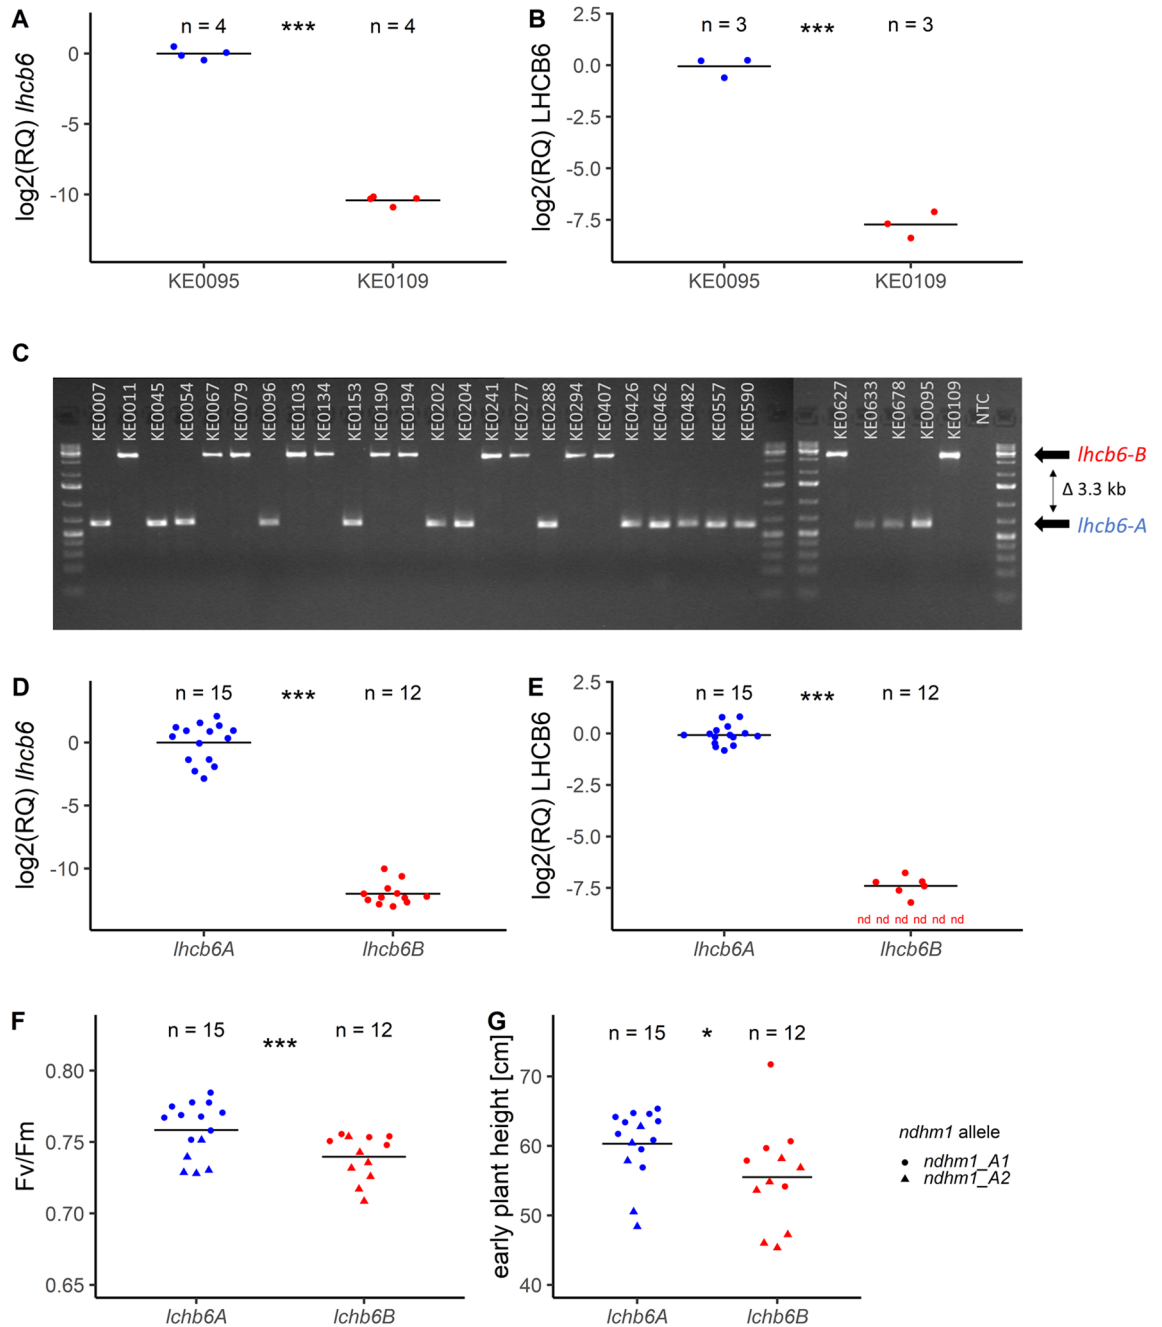 A
n = 4
***
n = 4
log2(RQ) lhcb6
0
-5
-10
KE0095
KE0109
B
n = 3
***
n = 3
log2(RQ) LHCB6
2.5
0.0
-2.5
-5.0
-7.5
KE0095
KE0109
C
KE0007
KE0011
KE0045
KE0054
KE0067
KE0079
KE0096
KE0103
KE0134
KE0153
KE0190
KE0194
KE0202
KE0204
KE0241
KE0277
KE0288
KE0294
KE0407
KE0426
KE0462
KE0482
KE0557
KE0590
KE0627
KE0633
KE0678
KE0095
KE0109
NTC
lhcb6-B
Δ 3.3 kb
lhcb6-A
D
n = 15
***
n = 12
log2(RQ) lhcb6
0
-5
-10
lhcb6A
lhcb6B
E
n = 15
***
n = 12
log2(RQ) LHCB6
2.5
0.0
-2.5
-5.0
-7.5
nd nd nd nd nd nd
lhcb6A
lhcb6B
F
n = 15
***
n = 12
Fv/Fm
0.80
0.75
0.70
0.65
lchb6A
lchb6B
G
n = 15
*
n = 12
early plant height [cm]
70
60
50
40
lchb6A
lchb6B
ndhm1 allele
ndhm1_A1
ndhm1_A2